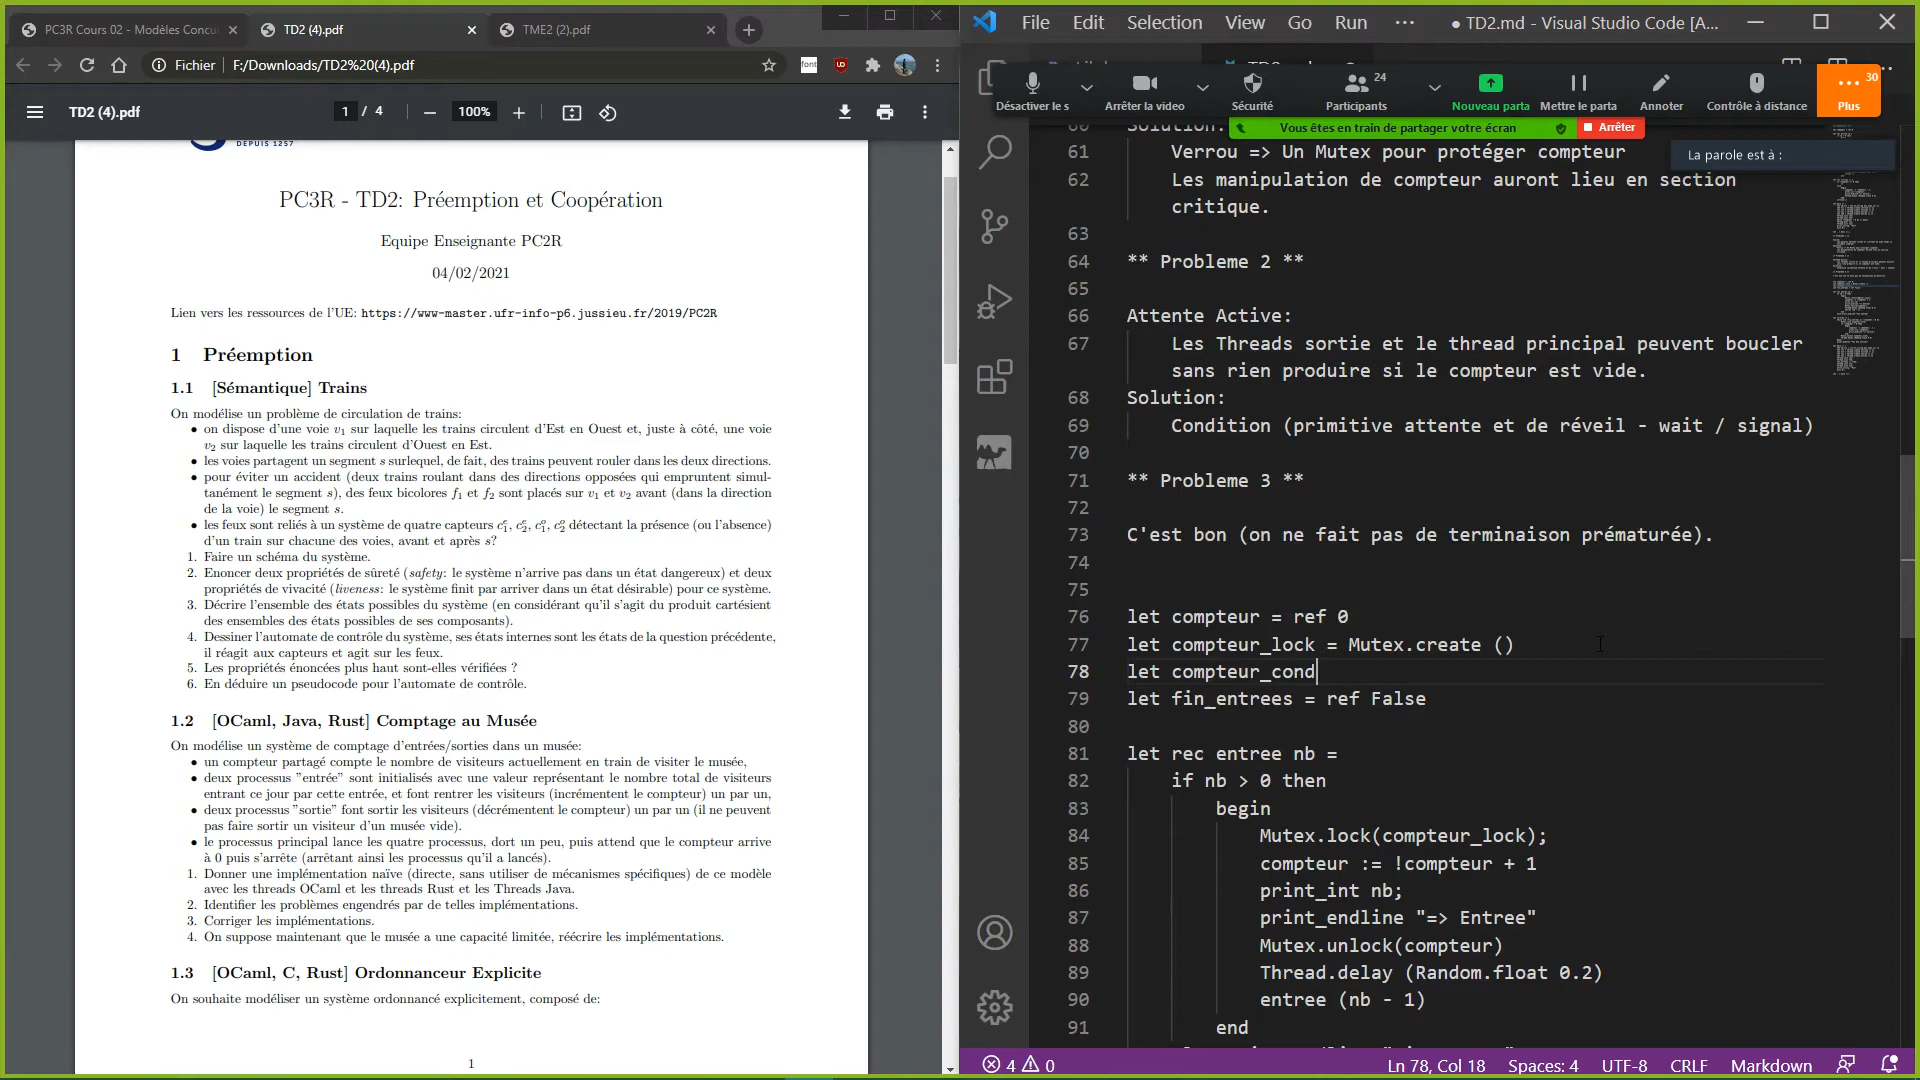 PC3R Cours 02 - Modèles Concu
TD2 (4).pdf
TME2 (2).pdf
Fichier
F:/Downloads/TD2%20(4).pdf
TD2 (4).pdf
1 / 4
100%
DEPUIS 1257
PC3R - TD2: Préemption et Coopération
Equipe Enseignante PC2R
04/02/2021
Lien vers les ressources de l'UE: https://www-master.ufr-info-p6.jussieu.fr/2019/PC2R
1 Préemption
1.1 [Sémantique] Trains
On modélise un problème de circulation de trains:
• on dispose d'une voie v1 sur laquelle les trains circulent d'Est en Ouest et, juste à côté, une voie
v2 sur laquelle les trains circulent d'Ouest en Est.
• les voies partagent un segment s surlequel, de fait, des trains peuvent rouler dans les deux directions.
• pour éviter un accident (deux trains roulant dans des directions opposées qui empruntent simul-
tanément le segment s), des feux bicolores f1 et f2 sont placés sur v1 et v2 avant (dans la direction
de la voie) le segment s.
• les feux sont reliés à un système de quatre capteurs c1^e, c2^e, c1^o, c2^o détectant la présence (ou l'absence)
d'un train sur chacune des voies, avant et après s?
1. Faire un schéma du système.
2. Enoncer deux propriétés de sûreté (safety: le système n'arrive pas dans un état dangereux) et deux
propriétés de vivacité (liveness: le système finit par arriver dans un état désirable) pour ce système.
3. Décrire l'ensemble des états possibles du système (en considérant qu'il s'agit du produit cartésien
des ensembles des états possibles de ses composants).
4. Dessiner l'automate de contrôle du système, ses états internes sont les états de la question précédente,
il réagit aux capteurs et agit sur les feux.
5. Les propriétés énoncées plus haut sont-elles vérifiées ?
6. En déduire un pseudocode pour l'automate de contrôle.
1.2 [OCaml, Java, Rust] Comptage au Musée
On modélise un système de comptage d'entrées/sorties dans un musée:
• un compteur partagé compte le nombre de visiteurs actuellement en train de visiter le musée,
• deux processus "entrée" sont initialisés avec une valeur représentant le nombre total de visiteurs
entrant ce jour par cette entrée, et font rentrer les visiteurs (incrémentent le compteur) un par un,
• deux processus "sortie" font sortir les visiteurs (décrémentent le compteur) un par un (il ne peuvent
pas faire sortir un visiteur d'un musée vide).
• le processus principal lance les quatre processus, dort un peu, puis attend que le compteur arrive
à 0 puis s'arrête (arrêtant ainsi les processus qu'il a lancés).
1. Donner une implémentation naïve (directe, sans utiliser de mécanismes spécifiques) de ce modèle
avec les threads OCaml et les threads Rust et les Threads Java.
2. Identifier les problèmes engendrés par de telles implémentations.
3. Corriger les implémentations.
4. On suppose maintenant que le musée a une capacité limitée, réécrire les implémentations.
1.3 [OCaml, C, Rust] Ordonnanceur Explicite
On souhaite modéliser un système ordonnancé explicitement, composé de:
1
File Edit Selection View Go Run ···
● TD2.md - Visual Studio Code [A...
Désactiver le s
Arrêter la vidéo
Sécurité
Participants 24
Nouveau parta
Mettre le parta
Annoter
Contrôle à distance
Plus 30
Vous êtes en train de partager votre écran
Arrêter
La parole est à :
60 Solution:
61 Verrou => Un Mutex pour protéger compteur
62 Les manipulation de compteur auront lieu en section
critique.
63
64 ** Probleme 2 **
65
66 Attente Active:
67 Les Threads sortie et le thread principal peuvent boucler
sans rien produire si le compteur est vide.
68 Solution:
69 Condition (primitive attente et de réveil - wait / signal)
70
71 ** Probleme 3 **
72
73 C'est bon (on ne fait pas de terminaison prématurée).
74
75
76 let compteur = ref 0
77 let compteur_lock = Mutex.create ()
78 let compteur_cond
79 let fin_entrees = ref False
80
81 let rec entree nb =
82 if nb > 0 then
83 begin
84 Mutex.lock(compteur_lock);
85 compteur := !compteur + 1
86 print_int nb;
87 print_endline "=> Entree"
88 Mutex.unlock(compteur)
89 Thread.delay (Random.float 0.2)
90 entree (nb - 1)
91 end
4 0
Ln 78, Col 18
Spaces: 4
UTF-8
CRLF
Markdown